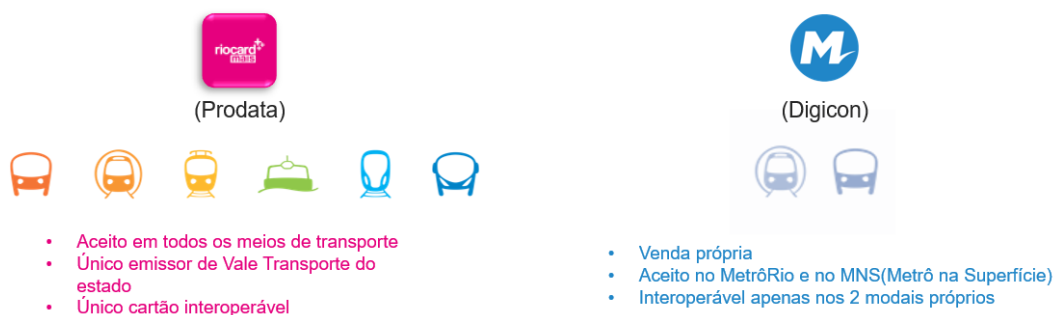 riocard
mais
(Prodata)
• Aceito em todos os meios de transporte
• Único emissor de Vale Transporte do
estado
• Único cartão interoperável
M
(Digicon)
• Venda própria
• Aceito no MetrôRio e no MNS(Metrô na Superfície)
• Interoperável apenas nos 2 modais próprios